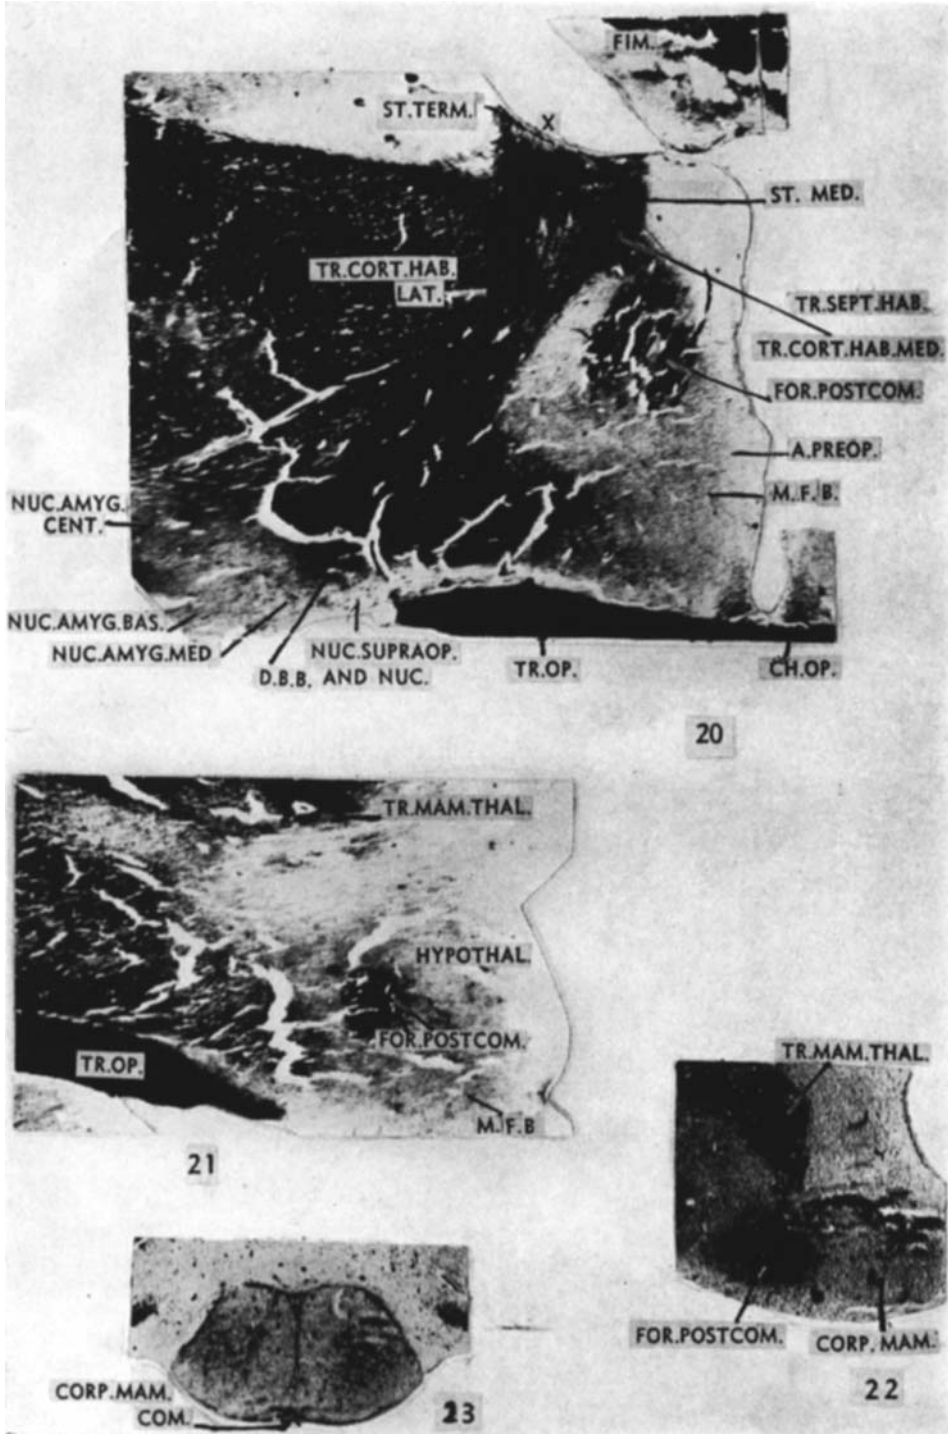 FIM.
ST.TERM.
X
ST. MED.
TR.CORT.HAB.
LAT.
TR.SEPT.HAB.
TR.CORT.HAB.MED.
FOR.POSTCOM.
A.PREOP.
M.F.B.
NUC.AMYG.
CENT.
NUC.AMYG.BAS.
NUC.AMYG.MED
NUC.SUPRAOP.
D.B.B. AND NUC.
TR.OP.
CH.OP.
20
TR.MAM.THAL.
HYPOTHAL.
FOR.POSTCOM.
TR.OP.
M.F.B
21
TR.MAM.THAL.
FOR.POSTCOM.
CORP. MAM.
22
CORP.MAM.
COM.
23